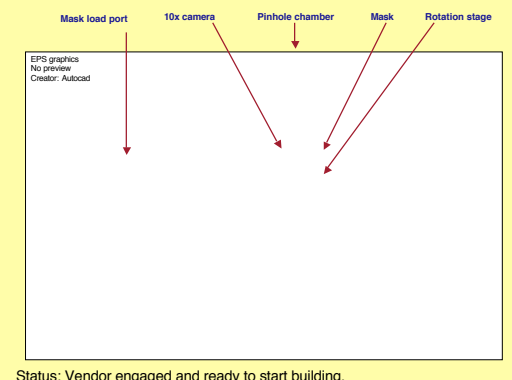 Mask load port 10x camera Pinhole chamber Mask Rotation stage
EPS graphics
No preview
Creator: Autocad
Status: Vendor engaged and ready to start building.